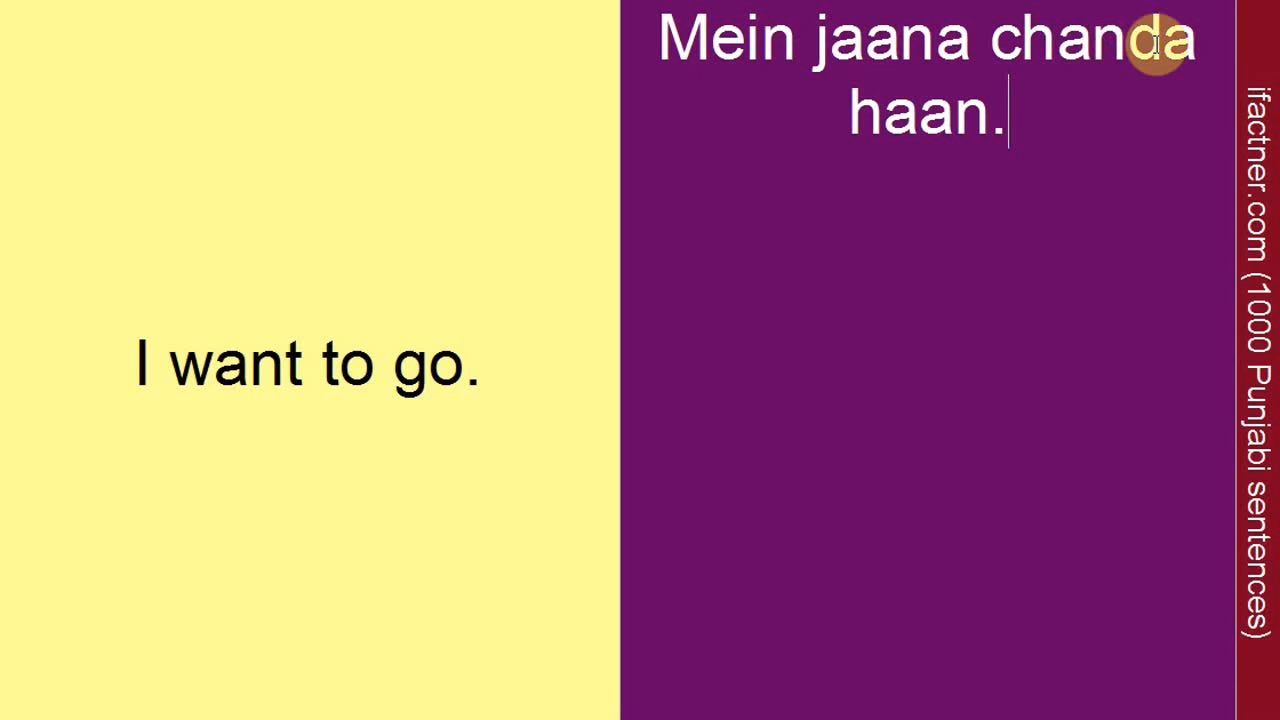 I want to go.
Mein jaana chanda
haan.
ifactner.com (1000 Punjabi sentences)